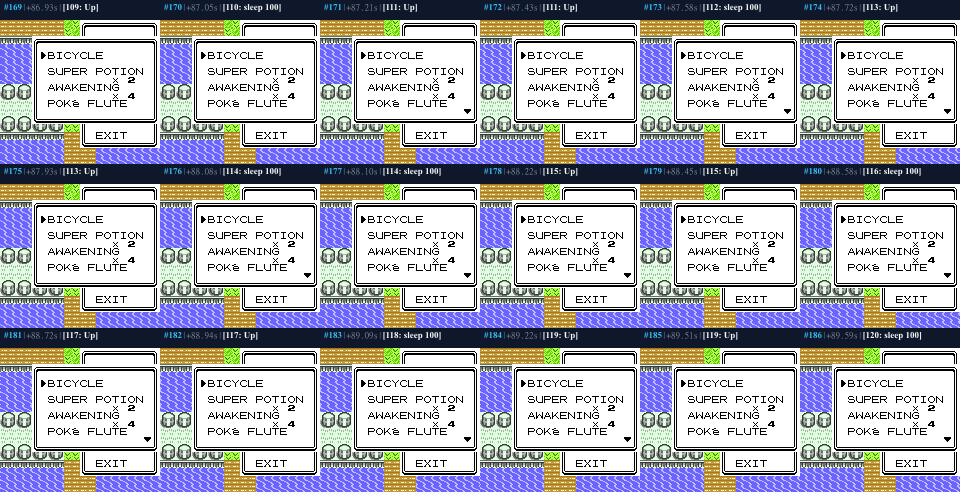 #169|+86.93s|[109: Up] #170|+87.05s|[110: sleep 100] #171|+87.21s|[111: Up] #172|+87.43s|[111: Up] #173|+87.58s|[112: sleep 100] #174|+87.72s|[113: Up]
BICYCLE BICYCLE BICYCLE BICYCLE BICYCLE BICYCLE
SUPER POTION SUPER POTION SUPER POTION SUPER POTION SUPER POTION SUPER POTION
× 2 × 2 × 2 × 2 × 2 × 2
AWAKENING AWAKENING AWAKENING AWAKENING AWAKENING AWAKENING
× 4 × 4 × 4 × 4 × 4 × 4
POKé FLUTE POKé FLUTE POKé FLUTE POKé FLUTE POKé FLUTE POKé FLUTE
EXIT EXIT EXIT EXIT EXIT EXIT
#175|+87.93s|[113: Up] #176|+88.08s|[114: sleep 100] #177|+88.10s|[114: sleep 100] #178|+88.22s|[115: Up] #179|+88.45s|[115: Up] #180|+88.58s|[116: sleep 100]
BICYCLE BICYCLE BICYCLE BICYCLE BICYCLE BICYCLE
SUPER POTION SUPER POTION SUPER POTION SUPER POTION SUPER POTION SUPER POTION
× 2 × 2 × 2 × 2 × 2 × 2
AWAKENING AWAKENING AWAKENING AWAKENING AWAKENING AWAKENING
× 4 × 4 × 4 × 4 × 4 × 4
POKé FLUTE POKé FLUTE POKé FLUTE POKé FLUTE POKé FLUTE POKé FLUTE
EXIT EXIT EXIT EXIT EXIT EXIT
#181|+88.72s|[117: Up] #182|+88.94s|[117: Up] #183|+89.09s|[118: sleep 100] #184|+89.22s|[119: Up] #185|+89.51s|[119: Up] #186|+89.59s|[120: sleep 100]
BICYCLE BICYCLE BICYCLE BICYCLE BICYCLE BICYCLE
SUPER POTION SUPER POTION SUPER POTION SUPER POTION SUPER POTION SUPER POTION
× 2 × 2 × 2 × 2 × 2 × 2
AWAKENING AWAKENING AWAKENING AWAKENING AWAKENING AWAKENING
× 4 × 4 × 4 × 4 × 4 × 4
POKé FLUTE POKé FLUTE POKé FLUTE POKé FLUTE POKé FLUTE POKé FLUTE
EXIT EXIT EXIT EXIT EXIT EXIT